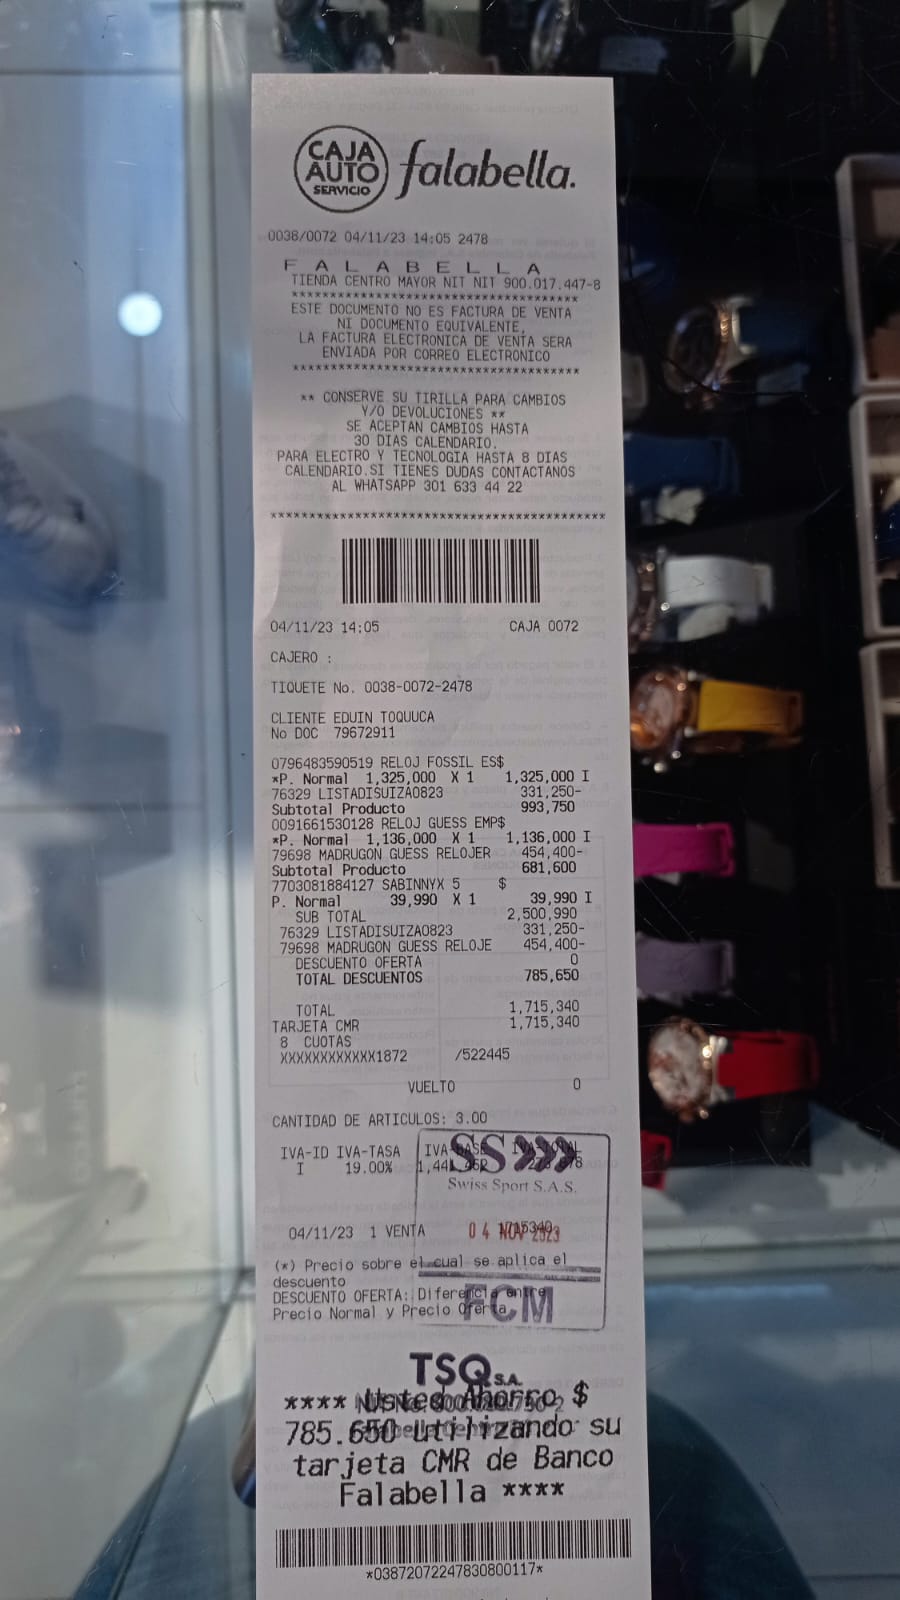 CAJA
AUTO
SERVICIO
falabella.
0038/0072 04/11/23 14:05 2478
F A L A B E L L A
TIENDA CENTRO MAYOR NIT NIT 900.017.447-8
****************************************
ESTE DOCUMENTO NO ES FACTURA DE VENTA
NI DOCUMENTO EQUIVALENTE,
LA FACTURA ELECTRONICA DE VENTA SERA
ENVIADA POR CORREO ELECTRONICO
****************************************
** CONSERVE SU TIRILLA PARA CAMBIOS
Y/O DEVOLUCIONES **
SE ACEPTAN CAMBIOS HASTA
30 DIAS CALENDARIO.
PARA ELECTRO Y TECNOLOGIA HASTA 8 DIAS
CALENDARIO.SI TIENES DUDAS CONTACTANOS
AL WHATSAPP 301 633 44 22
***********************************************
04/11/23 14:05 CAJA 0072
CAJERO :
TIQUETE No. 0038-0072-2478
CLIENTE EDUIN TOQUUCA
No DOC 79672911
0796483590519 RELOJ FOSSIL ES$
*P. Normal 1,325,000 X 1 1,325,000 I
76329 LISTADISUIZA0823 331,250-
Subtotal Producto 993,750
0091661530128 RELOJ GUESS EMP$
*P. Normal 1,136,000 X 1 1,136,000 I
79698 MADRUGON GUESS RELOJER 454,400-
Subtotal Producto 681,600
7703081884127 SABINNYX 5 $
P. Normal 39,990 X 1 39,990 I
SUB TOTAL 2,500,990
76329 LISTADISUIZA0823 331,250-
79698 MADRUGON GUESS RELOJE 454,400-
DESCUENTO OFERTA 0
TOTAL DESCUENTOS 785,650
TOTAL 1,715,340
TARJETA CMR 1,715,340
8 CUOTAS
XXXXXXXXXXXX1872 /522445
VUELTO 0
CANTIDAD DE ARTICULOS: 3.00
IVA-ID IVA-TASA IVA-BASE IVA-TOTAL
I 19.00%
SS
Swiss Sport S.A.S.
04/11/23 1 VENTA 1715340
04 NOV 2023
(*) Precio sobre el cual se aplica el
descuento
DESCUENTO OFERTA: Diferencia entre
Precio Normal y Precio Oferta
FCM
TSQ S.A.
**** Usted Ahorro $
785.650 utilizando su
tarjeta CMR de Banco
Falabella ****
*03872072247830800117*